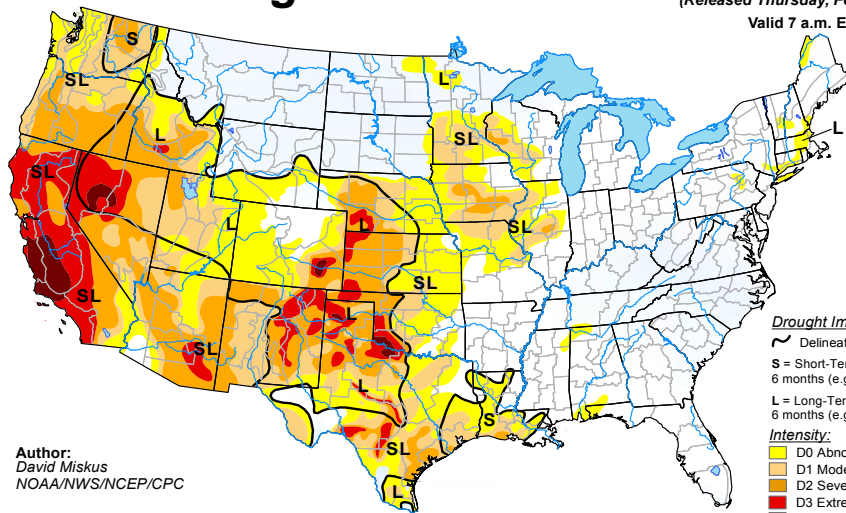 g
(Released Thursday, Fe
Valid 7 a.m. E
S
SL
L
L
SL
L
SL
L
L
SL
SL
SL
SL
L
L
S
SL
L
Drought Im
Delineat
S = Short-Ter
6 months (e.g
L = Long-Ter
6 months (e.g
Intensity:
D0 Abno
D1 Mode
D2 Seve
D3 Extre
Author:
David Miskus
NOAA/NWS/NCEP/CPC